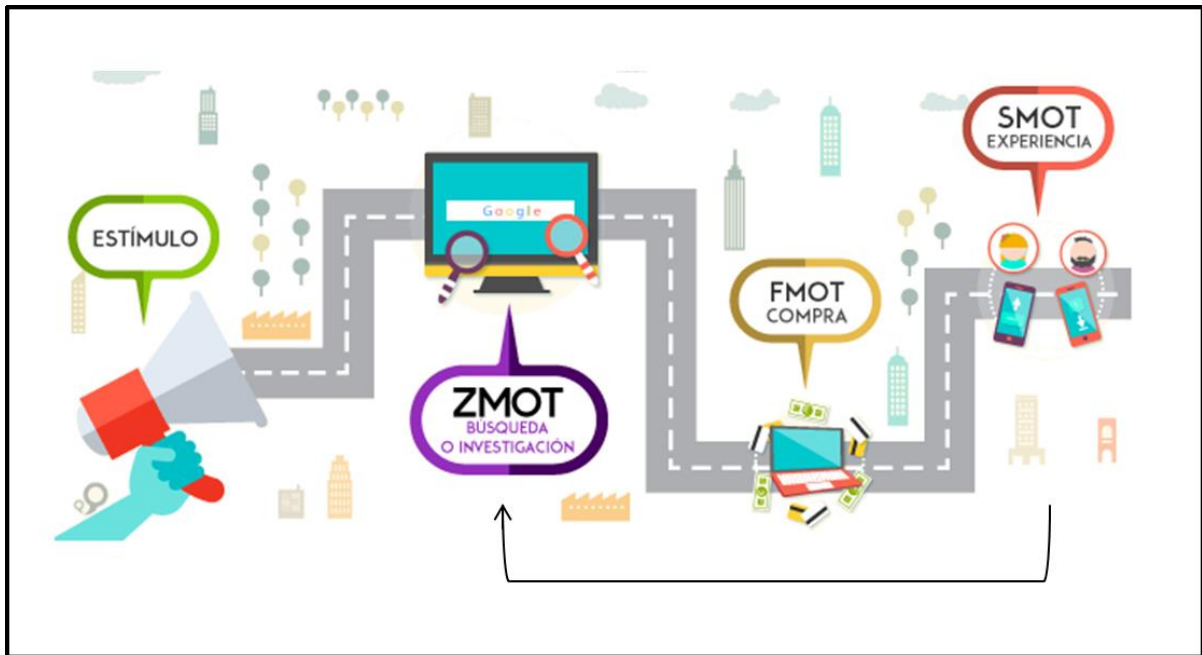 ESTÍMULO
Google
ZMOT
BÚSQUEDA
O INVESTIGACIÓN
FMOT
COMPRA
SMOT
EXPERIENCIA